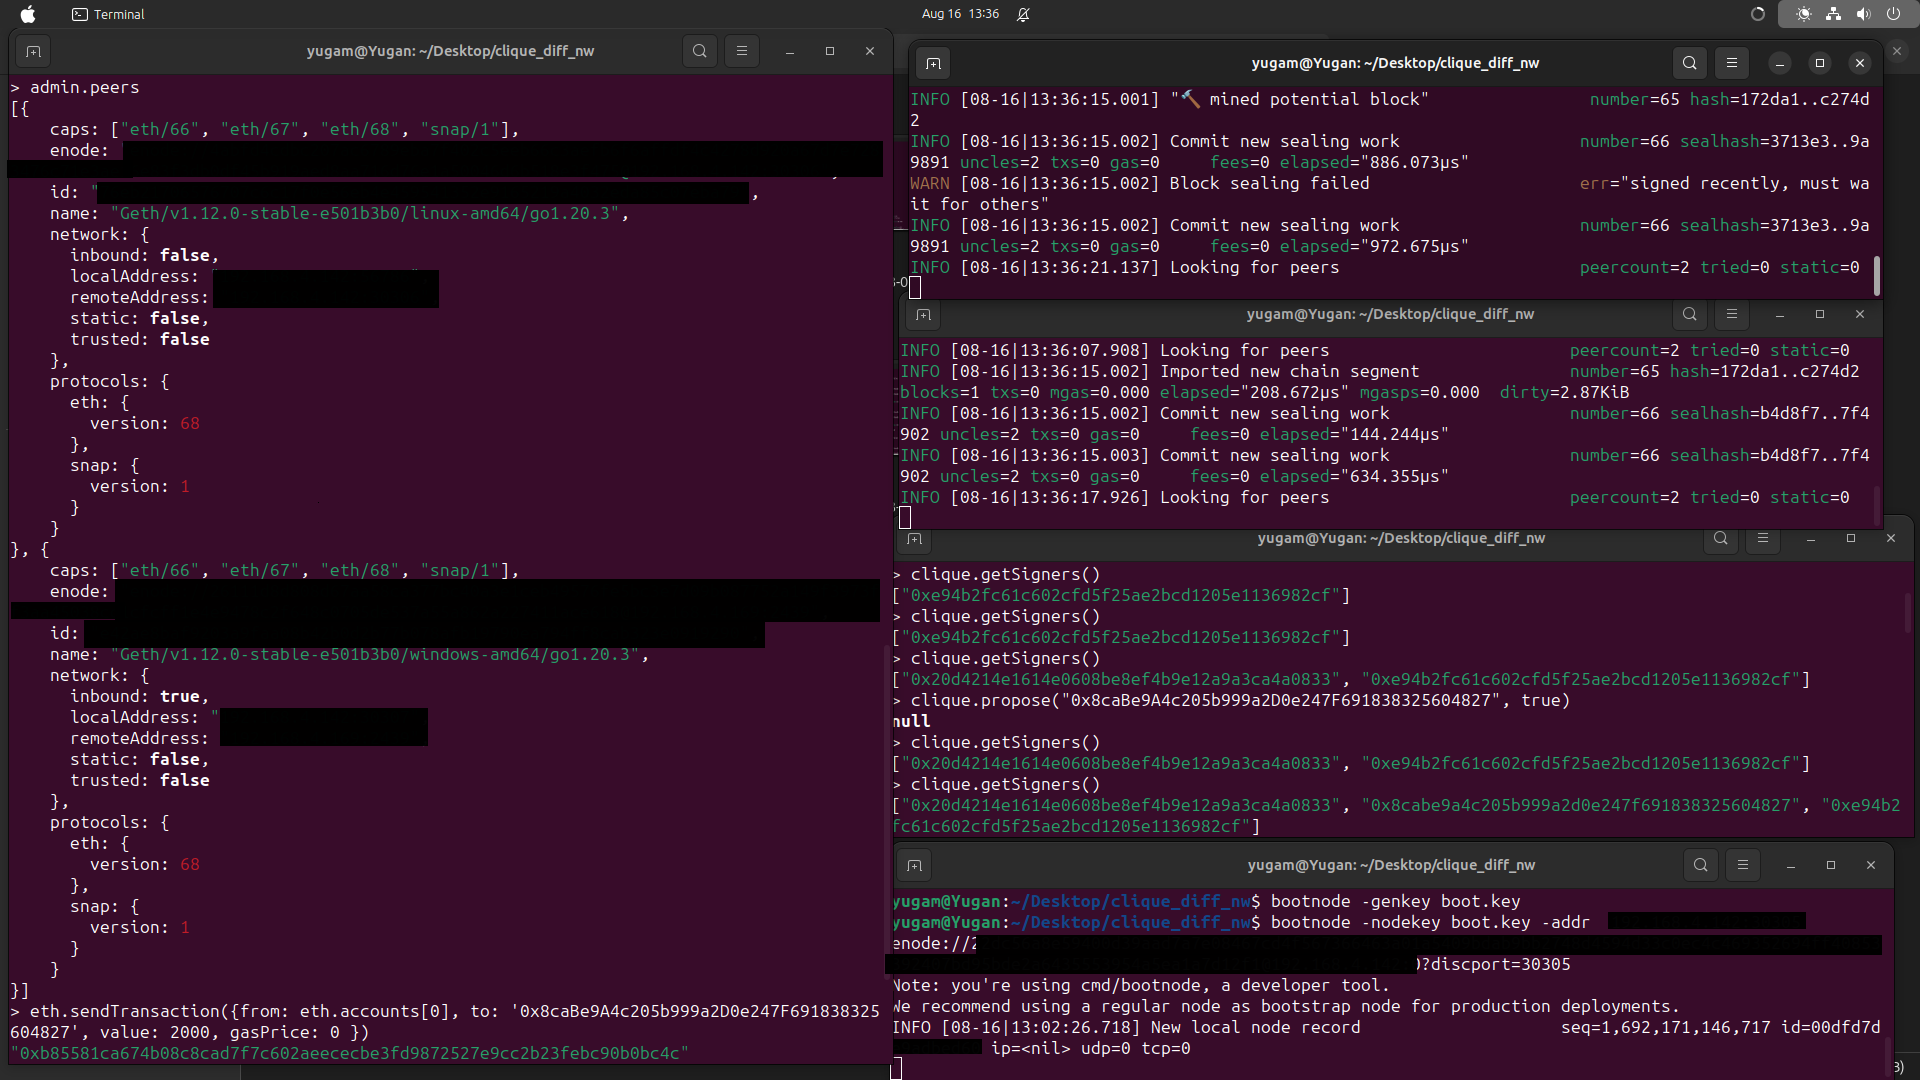 Terminal
Aug 16 13:36
yugam@Yugan: ~/Desktop/clique_diff_nw
> admin.peers
[{
caps: ["eth/66", "eth/67", "eth/68", "snap/1"],
enode:
id: "
,
name: "Geth/v1.12.0-stable-e501b3b0/linux-amd64/go1.20.3",
network: {
inbound: false,
localAddress: "
remoteAddress:
static: false,
trusted: false
},
protocols: {
eth: {
version: 68
},
snap: {
version: 1
}
}
}, {
caps: ["eth/66", "eth/67", "eth/68", "snap/1"],
enode:
id:
name: "Geth/v1.12.0-stable-e501b3b0/windows-amd64/go1.20.3",
network: {
inbound: true,
localAddress: "
remoteAddress:
static: false,
trusted: false
},
protocols: {
eth: {
version: 68
},
snap: {
version: 1
}
}
}]
> eth.sendTransaction({from: eth.accounts[0], to: '0x8caBe9A4c205b999a2D0e247F691838325
604827', value: 2000, gasPrice: 0 })
"0xb85581ca674b08c8cad7f7c602aeececbe3fd9872527e9cc2b23febc90b0bc4c"
yugam@Yugan: ~/Desktop/clique_diff_nw
INFO [08-16|13:36:15.001] "🔨 mined potential block" number=65 hash=172da1..c274d
2
INFO [08-16|13:36:15.002] Commit new sealing work number=66 sealhash=3713e3..9a
9891 uncles=2 txs=0 gas=0 fees=0 elapsed="886.073µs"
WARN [08-16|13:36:15.002] Block sealing failed err="signed recently, must wa
it for others"
INFO [08-16|13:36:15.002] Commit new sealing work number=66 sealhash=3713e3..9a
9891 uncles=2 txs=0 gas=0 fees=0 elapsed="972.675µs"
INFO [08-16|13:36:21.137] Looking for peers peercount=2 tried=0 static=0
yugam@Yugan: ~/Desktop/clique_diff_nw
INFO [08-16|13:36:07.908] Looking for peers peercount=2 tried=0 static=0
INFO [08-16|13:36:15.002] Imported new chain segment number=65 hash=172da1..c274d2
blocks=1 txs=0 mgas=0.000 elapsed="208.672µs" mgasps=0.000 dirty=2.87KiB
INFO [08-16|13:36:15.002] Commit new sealing work number=66 sealhash=b4d8f7..7f4
902 uncles=2 txs=0 gas=0 fees=0 elapsed="144.244µs"
INFO [08-16|13:36:15.003] Commit new sealing work number=66 sealhash=b4d8f7..7f4
902 uncles=2 txs=0 gas=0 fees=0 elapsed="634.355µs"
INFO [08-16|13:36:17.926] Looking for peers peercount=2 tried=0 static=0
yugam@Yugan: ~/Desktop/clique_diff_nw
> clique.getSigners()
["0xe94b2fc61c602cfd5f25ae2bcd1205e1136982cf"]
> clique.getSigners()
["0xe94b2fc61c602cfd5f25ae2bcd1205e1136982cf"]
> clique.getSigners()
["0x20d4214e1614e0608be8ef4b9e12a9a3ca4a0833", "0xe94b2fc61c602cfd5f25ae2bcd1205e1136982cf"]
> clique.propose("0x8caBe9A4c205b999a2D0e247F691838325604827", true)
null
> clique.getSigners()
["0x20d4214e1614e0608be8ef4b9e12a9a3ca4a0833", "0xe94b2fc61c602cfd5f25ae2bcd1205e1136982cf"]
> clique.getSigners()
["0x20d4214e1614e0608be8ef4b9e12a9a3ca4a0833", "0x8cabe9a4c205b999a2d0e247f691838325604827", "0xe94b2
fc61c602cfd5f25ae2bcd1205e1136982cf"]
yugam@Yugan: ~/Desktop/clique_diff_nw
yugam@Yugan:~/Desktop/clique_diff_nw$ bootnode -genkey boot.key
yugam@Yugan:~/Desktop/clique_diff_nw$ bootnode -nodekey boot.key -addr
enode://2
)?discport=30305
Note: you're using cmd/bootnode, a developer tool.
We recommend using a regular node as bootstrap node for production deployments.
INFO [08-16|13:02:26.718] New local node record seq=1,692,171,146,717 id=00dfd7d
ip=<nil> udp=0 tcp=0